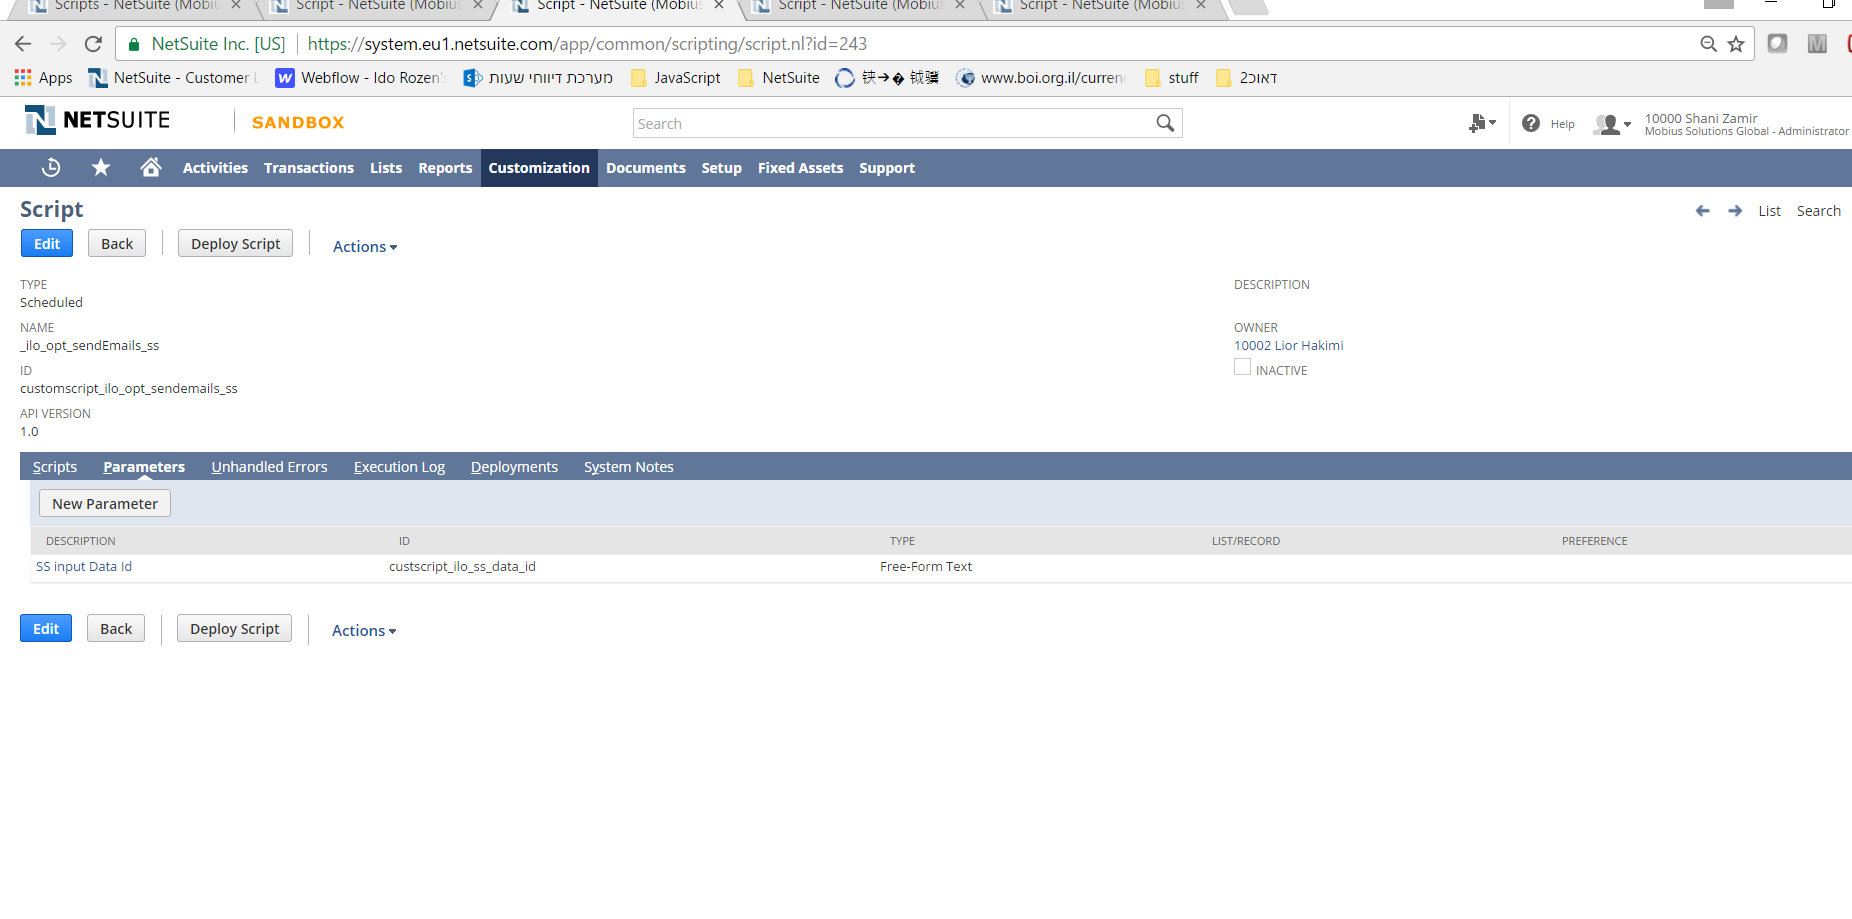 Scripts - NetSuite (Mobiu
Script - NetSuite (Mobius
Script - NetSuite (Mobius
Script - NetSuite (Mobius
Script - NetSuite (Mobius
NetSuite Inc. [US] https://system.eu1.netsuite.com/app/common/scripting/script.nl?id=243
Apps NetSuite - Customer L Webflow - Ido Rozen's מערכת דיווחי שעות JavaScript NetSuite www.boi.org.il/curren stuff דאוכ2
NETSUITE SANDBOX Search Help 10000 Shani Zamir
Mobius Solutions Global - Administrator
Activities Transactions Lists Reports Customization Documents Setup Fixed Assets Support
Script List Search
Edit Back Deploy Script Actions
TYPE
Scheduled
NAME
_ilo_opt_sendEmails_ss
ID
customscript_ilo_opt_sendemails_ss
API VERSION
1.0
DESCRIPTION
OWNER
10002 Lior Hakimi
INACTIVE
Scripts Parameters Unhandled Errors Execution Log Deployments System Notes
New Parameter
DESCRIPTION ID TYPE LIST/RECORD PREFERENCE
SS input Data Id custscript_ilo_ss_data_id Free-Form Text
Edit Back Deploy Script Actions